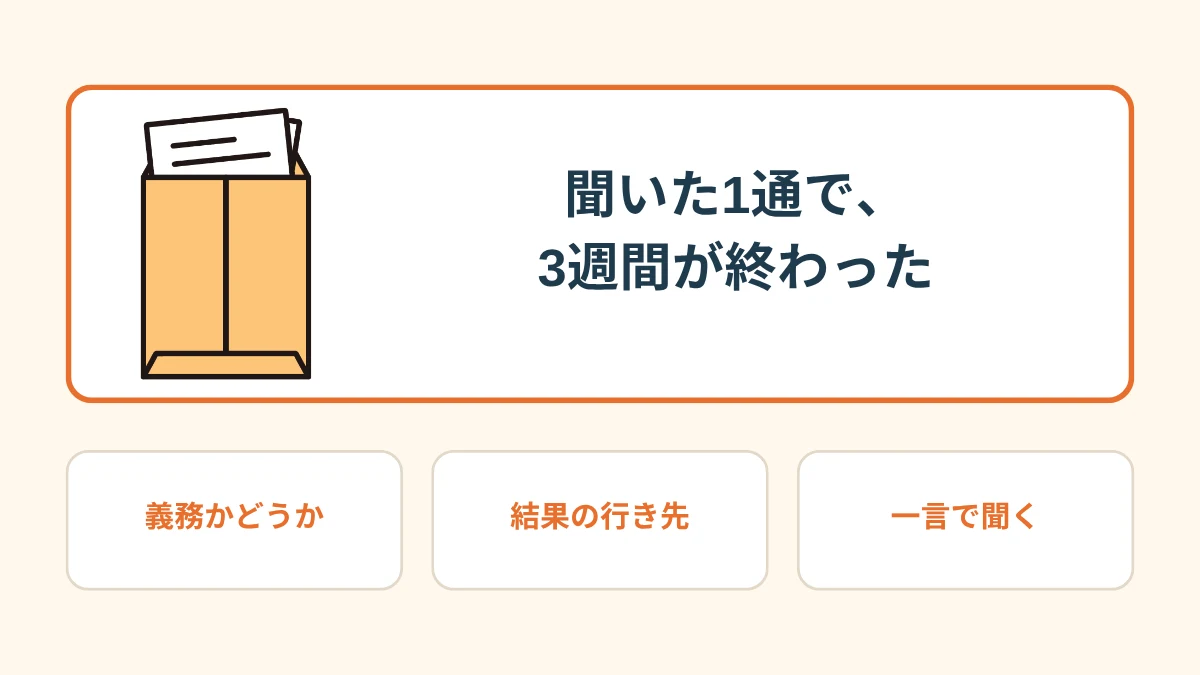 聞いた1通で、
3週間が終わった
義務かどうか
結果の行き先
一言で聞く